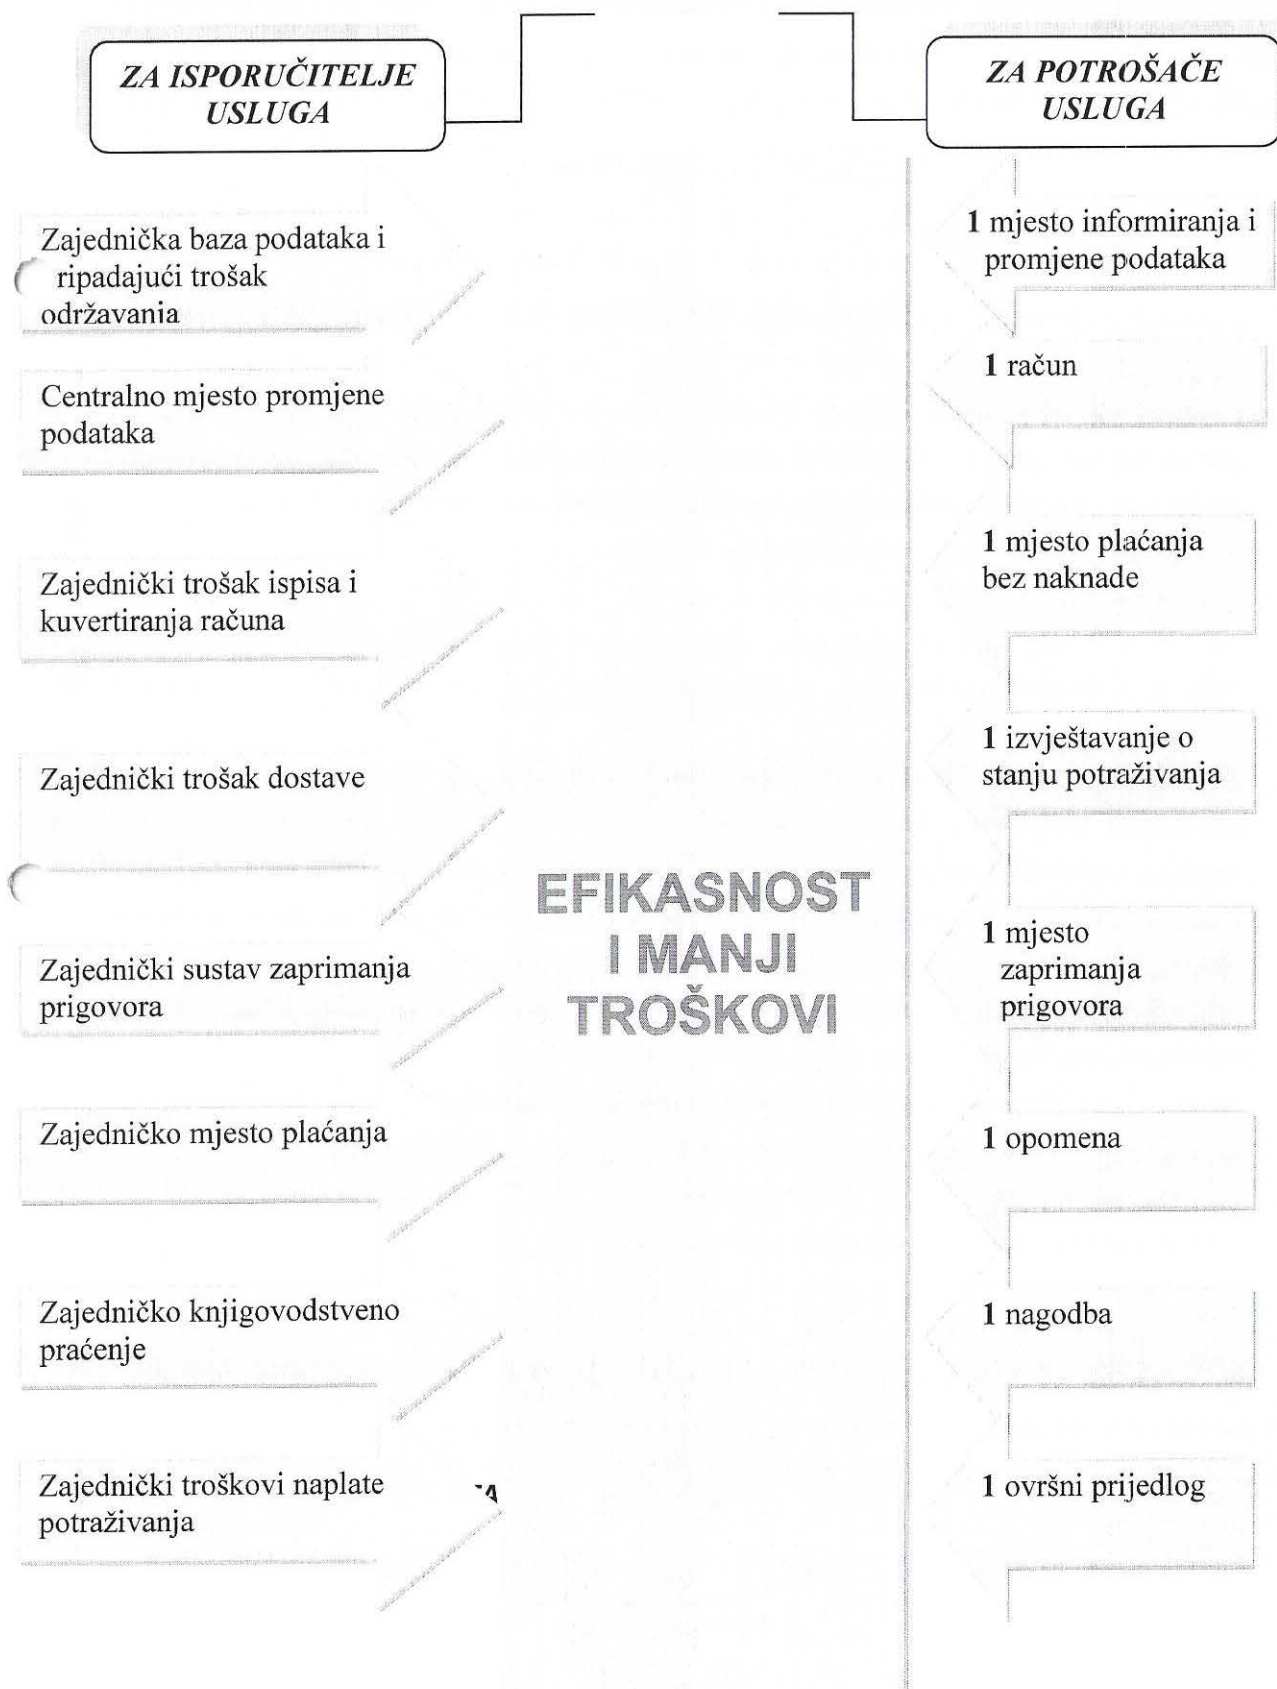 ZA ISPORUČITELJE
USLUGA
Zajednička baza podataka i
ripadajući trošak
održavania
Centralno mjesto promjene
podataka
Zajednički trošak ispisa i
kuvertiranja računa
Zajednički trošak dostave
Zajednički sustav zaprimanja
prigovora
Zajedničko mjesto plaćanja
Zajedničko knjigovodstveno
praćenje
Zajednički troškovi naplate
potraživanja
EFIKASNOST
I MANJI
TROŠKOVI
ZA POTROŠAČE
USLUGA
1 mjesto informiranja i
promjene podataka
1 račun
1 mjesto plaćanja
bez naknade
1 izvještavanje o
stanju potraživanja
1 mjesto
zaprimanja
prigovora
1 opomena
1 nagodba
1 ovršni prijedlog